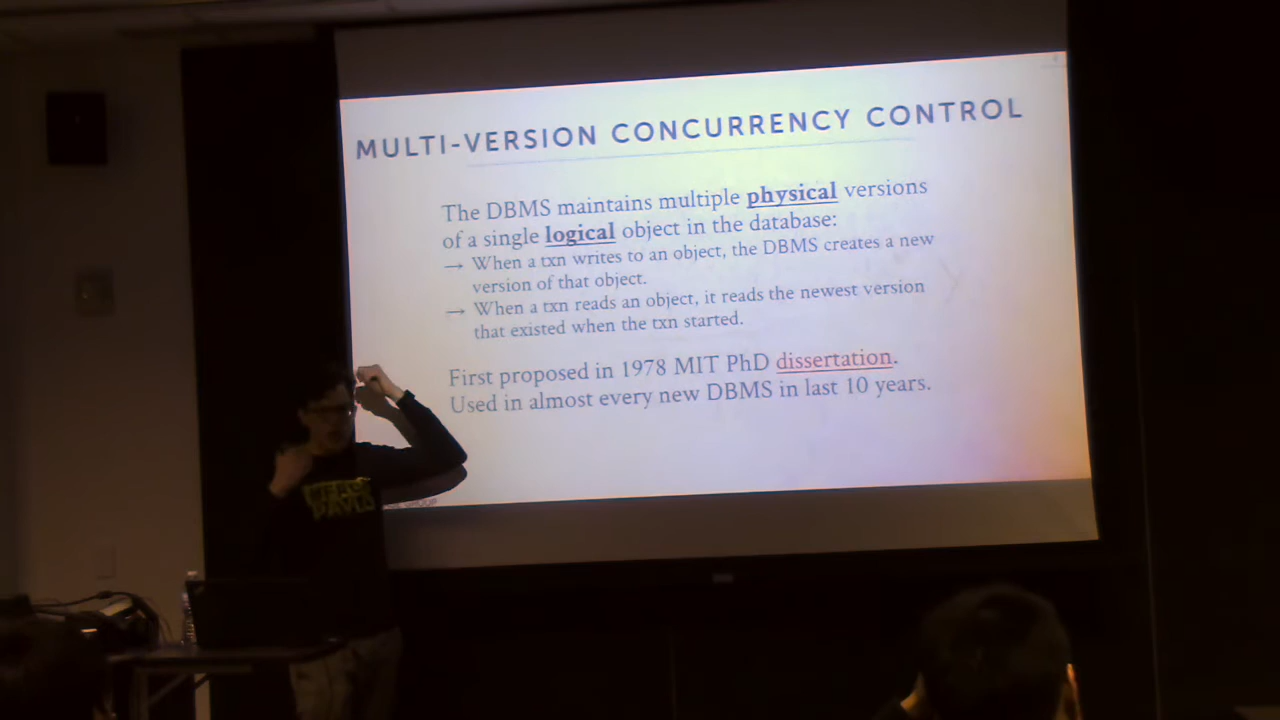 MULTI-VERSION CONCURRENCY CONTROL
The DBMS maintains multiple physical versions
of a single logical object in the database:
→ When a txn writes to an object, the DBMS creates a new
version of that object.
→ When a txn reads an object, it reads the newest version
that existed when the txn started.
First proposed in 1978 MIT PhD dissertation.
Used in almost every new DBMS in last 10 years.